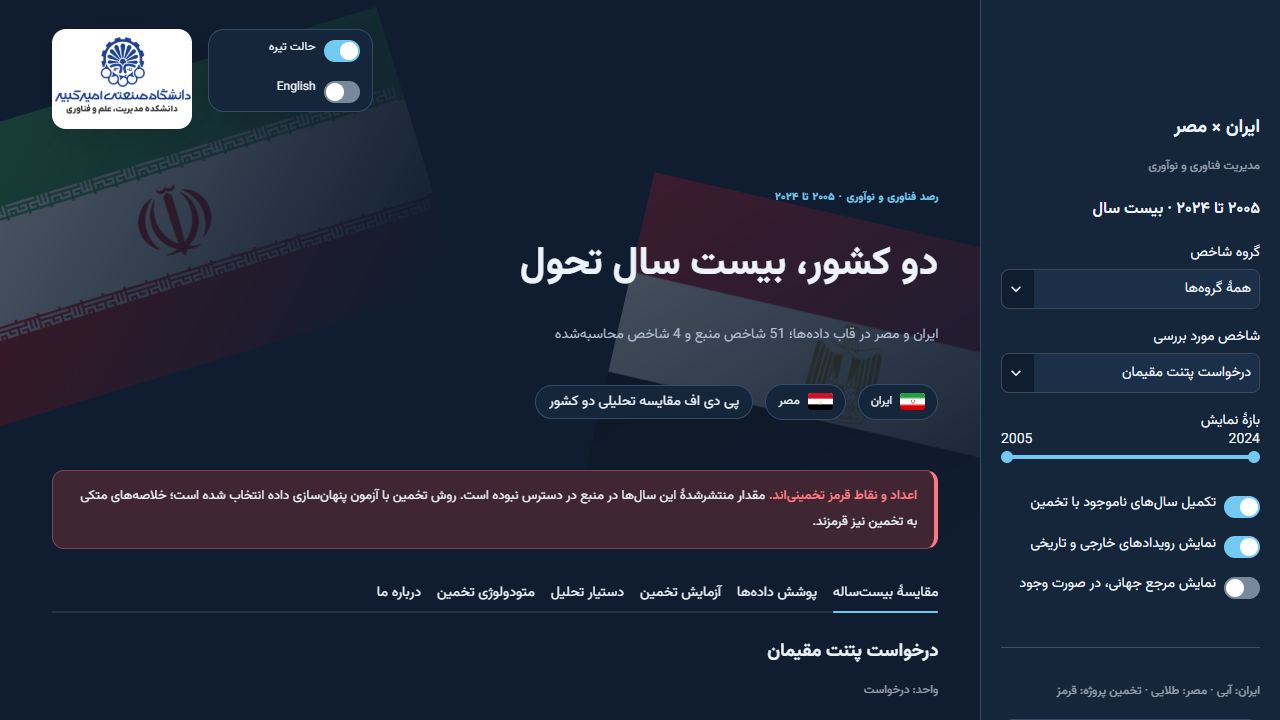 ایران × مصر
مدیریت فناوری و نوآوری
۲۰۰۵ تا ۲۰۲۴ · بیست سال
گروه شاخص
همهٔ گروه‌ها
شاخص مورد بررسی
درخواست پتنت مقیمان
بازهٔ نمایش
2005 2024
تکمیل سال‌های ناموجود با تخمین
نمایش رویدادهای خارجی و تاریخی
نمایش مرجع جهانی، در صورت وجود
ایران: آبی · مصر: طلایی · تخمین پروژه: قرمز
حالت تیره
English
دانشگاه صنعتی امیرکبیر
دانشکده مدیریت، علم و فناوری
رصد فناوری و نوآوری · ۲۰۰۵ تا ۲۰۲۴
دو کشور، بیست سال تحول
ایران و مصر در قاب داده‌ها؛ 51 شاخص منبع و 4 شاخص محاسبه‌شده
ایران
مصر
پی دی اف مقایسه تحلیلی دو کشور
اعداد و نقاط قرمز تخمینی‌اند. مقدار منتشرشدهٔ این سال‌ها در منبع در دسترس نبوده است. روش تخمین با آزمون پنهان‌سازی داده انتخاب شده است؛ خلاصه‌های متکی
به تخمین نیز قرمزند.
مقایسهٔ بیست‌ساله پوشش داده‌ها آزمایش تخمین دستیار تحلیل متودولوژی تخمین درباره ما
درخواست پتنت مقیمان
واحد: درخواست